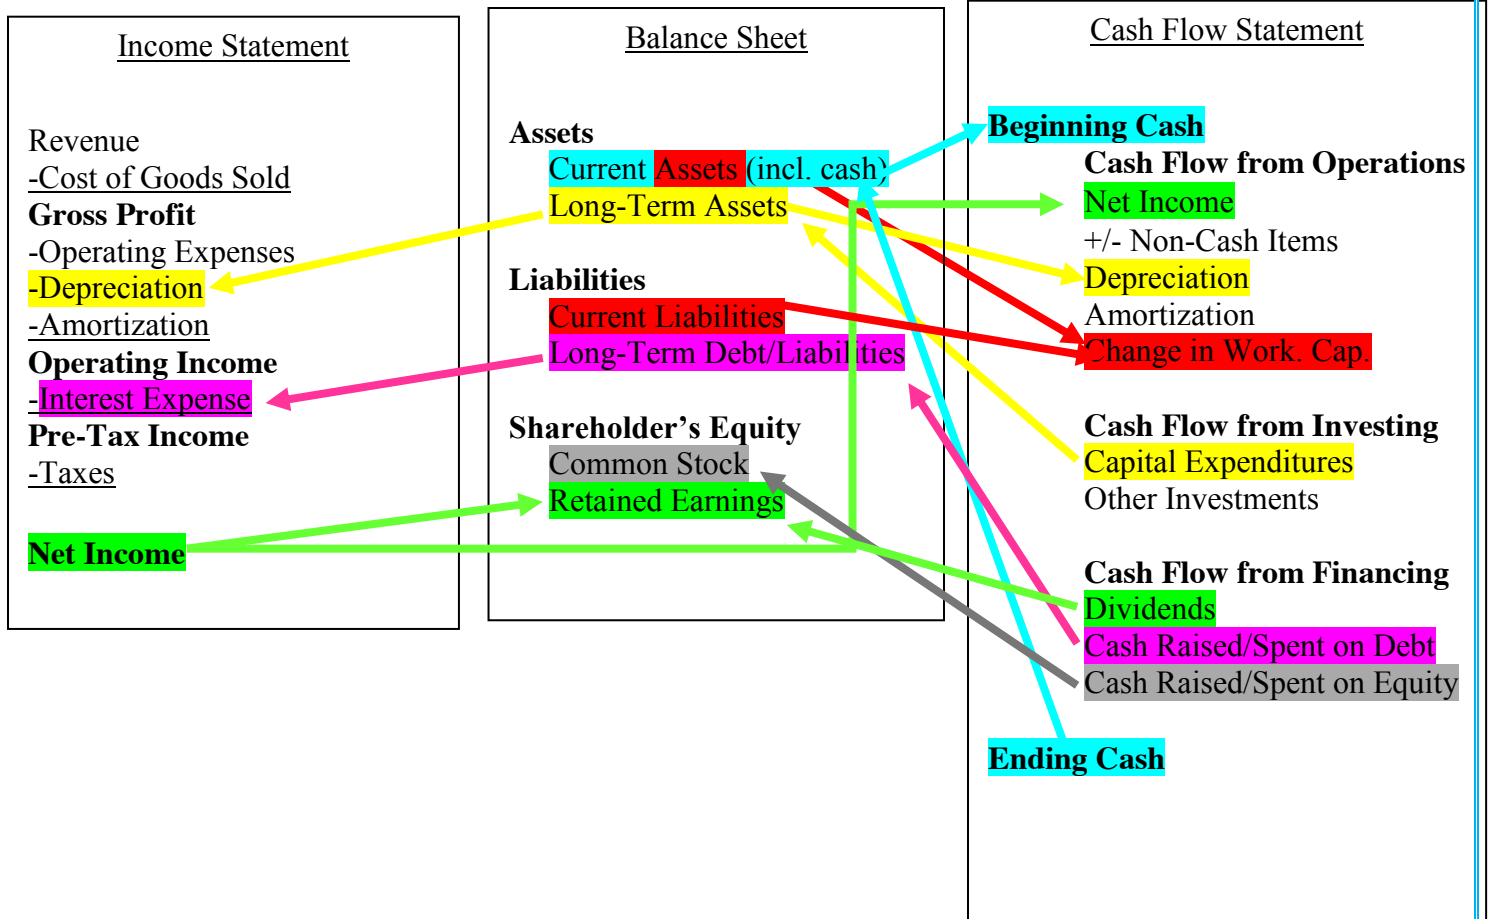 Income Statement
Revenue
-Cost of Goods Sold
Gross Profit
-Operating Expenses
-Depreciation
-Amortization
Operating Income
-Interest Expense
Pre-Tax Income
-Taxes
Net Income
Balance Sheet
Assets
Current Assets (incl. cash)
Long-Term Assets
Liabilities
Current Liabilities
Long-Term Debt/Liabilities
Shareholder’s Equity
Common Stock
Retained Earnings
Cash Flow Statement
Beginning Cash
Cash Flow from Operations
Net Income
+/- Non-Cash Items
Depreciation
Amortization
Change in Work. Cap.
Cash Flow from Investing
Capital Expenditures
Other Investments
Cash Flow from Financing
Dividends
Cash Raised/Spent on Debt
Cash Raised/Spent on Equity
Ending Cash